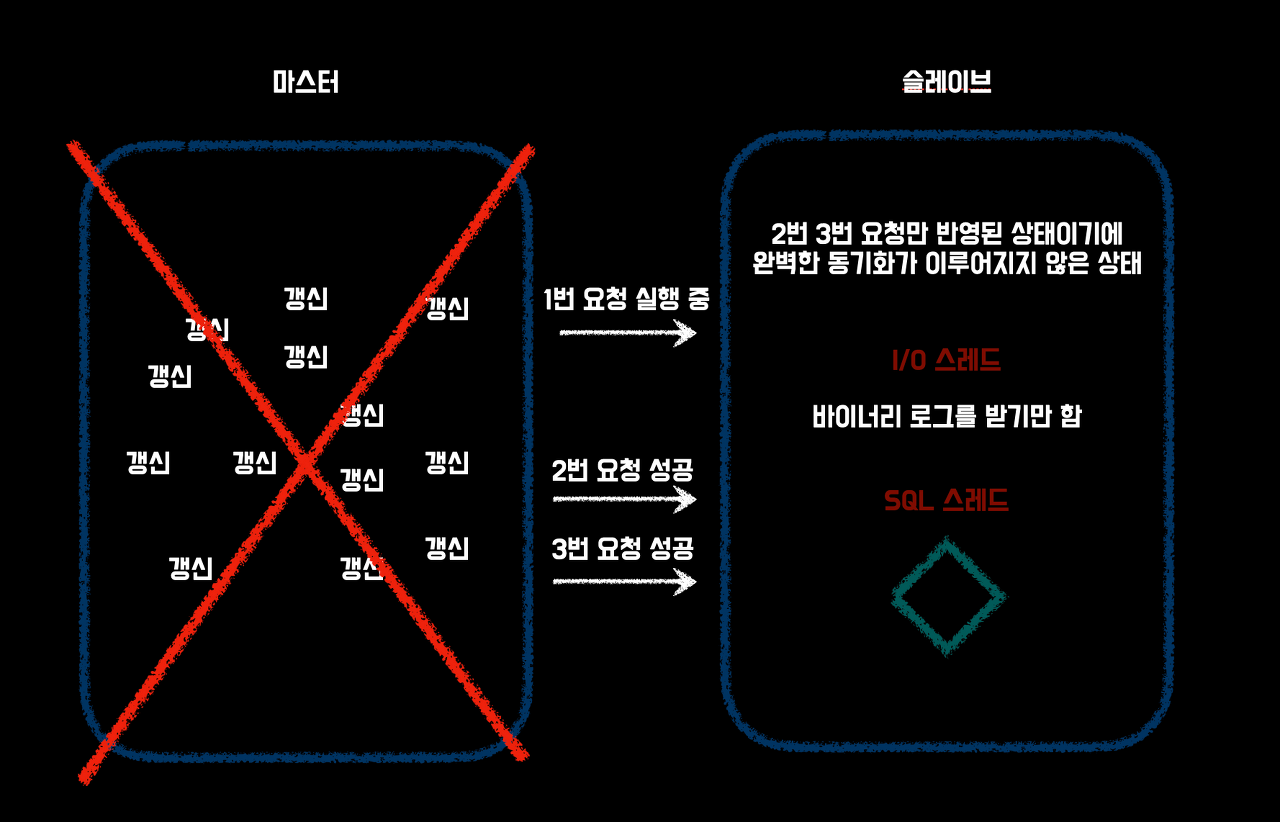 마스터
슬레이브
2번 3번 요청만 반영된 상태이기에
완벽한 동기화가 이루어지지 않은 상태
갱신
1번 요청 실행 중
갱신
갱신
갱신
I/O 스레드
갱신
갱신
바이너리 로그를 받기만 함
갱신
갱신
갱신
2번 요청 성공
갱신
SQL 스레드
갱신
3번 요청 성공
갱신
갱신